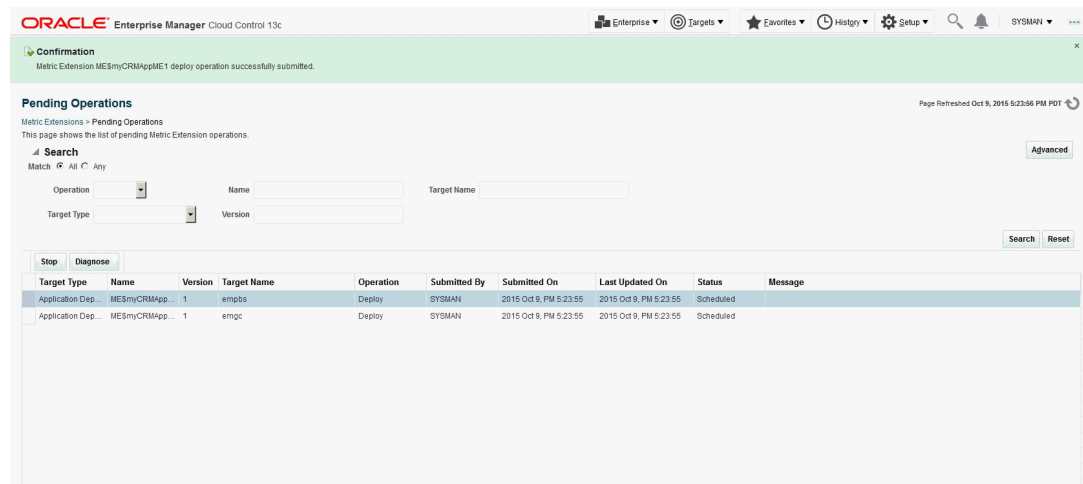 ORACLE Enterprise Manager Cloud Control 13c Enterprise Targets Favorites History Setup SYSMAN
Confirmation
Metric Extension ME$myCRMAppME1 deploy operation successfully submitted.
Pending Operations
Page Refreshed Oct 9, 2015 5:23:56 PM PDT
Metric Extensions > Pending Operations
This page shows the list of pending Metric Extension operations.
Search
Advanced
Match All Any
Operation Name Target Name
Target Type Version
Search Reset
Stop Diagnose
Target Type Name Version Target Name Operation Submitted By Submitted On Last Updated On Status Message
Application Dep... ME$myCRMApp... 1 empbs Deploy SYSMAN 2015 Oct 9, PM 5:23:55 2015 Oct 9, PM 5:23:55 Scheduled
Application Dep... ME$myCRMApp... 1 emgc Deploy SYSMAN 2015 Oct 9, PM 5:23:55 2015 Oct 9, PM 5:23:55 Scheduled